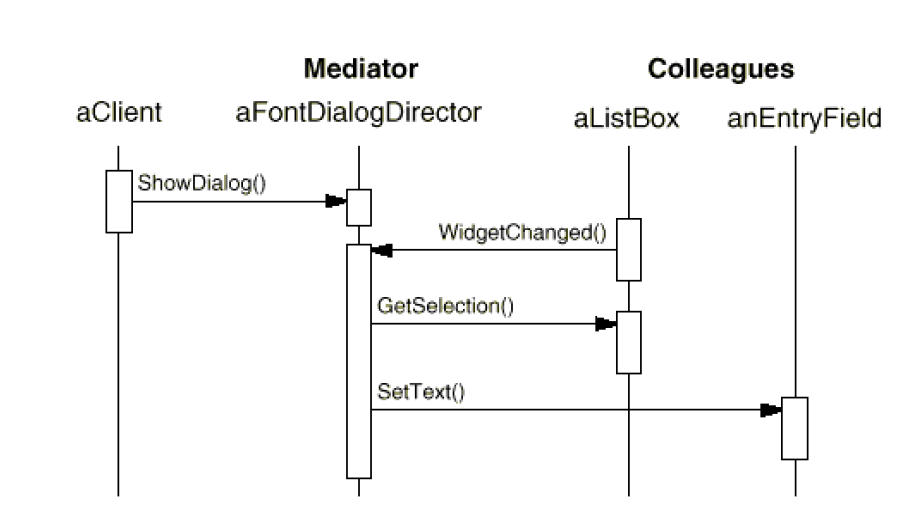 Mediator
Colleagues
aClient
aFontDialogDirector
aListBox
anEntryField
ShowDialog()
WidgetChanged()
GetSelection()
SetText()